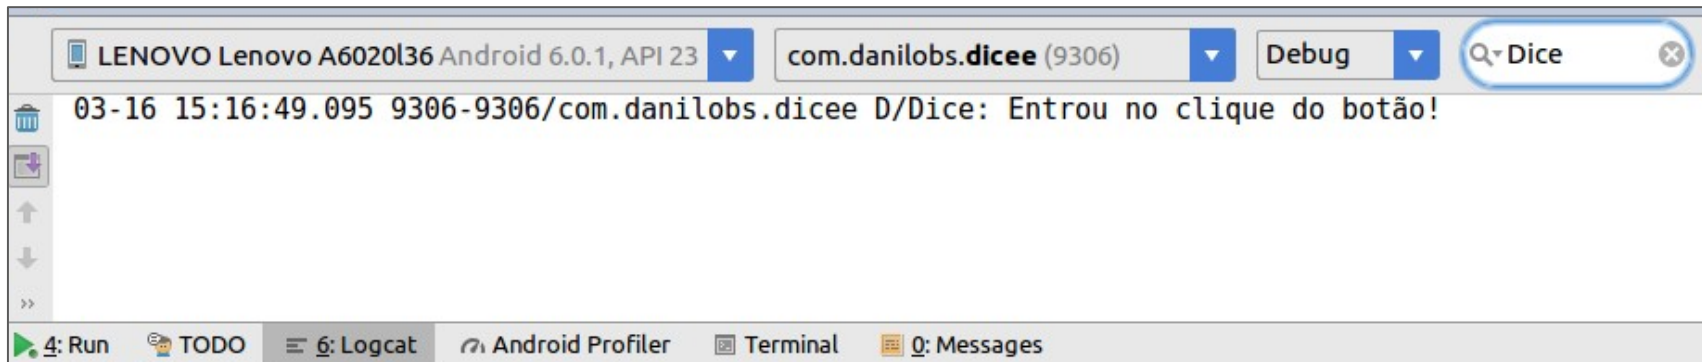 LENOVO Lenovo A6020l36 Android 6.0.1, API 23 com.danilobs.dicee (9306) Debug Dice
03-16 15:16:49.095 9306-9306/com.danilobs.dicee D/Dice: Entrou no clique do botão!
4: Run TODO 6: Logcat Android Profiler Terminal 0: Messages